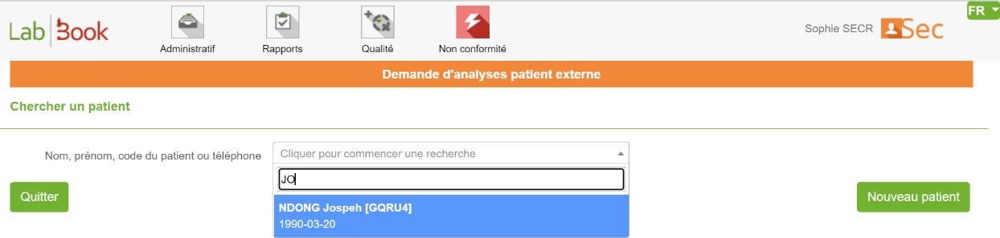 FR
Lab Book
Administratif
Rapports
Qualité
Non conformité
Sophie SECR
Sec
Demande d'analyses patient externe
Chercher un patient
Nom, prénom, code du patient ou téléphone
Cliquer pour commencer une recherche
JO
NDONG Jospeh [GQRU4]
1990-03-20
Quitter
Nouveau patient